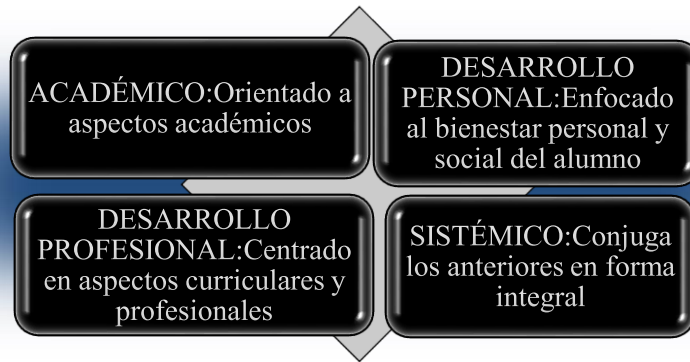 ACADÉMICO:Orientado a
aspectos académicos
DESARROLLO
PERSONAL:Enfocado
al bienestar personal y
social del alumno
DESARROLLO
PROFESIONAL:Centrado
en aspectos curriculares y
profesionales
SISTÉMICO:Conjuga
los anteriores en forma
integral